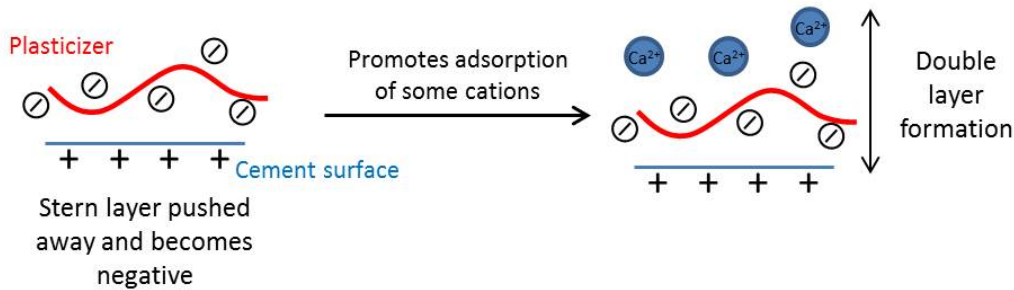 Plasticizer
+ + + +
Cement surface
Stern layer pushed
away and becomes
negative
Promotes adsorption
of some cations
Ca²⁺
Ca²⁺
Ca²⁺
+ + + +
Double
layer
formation